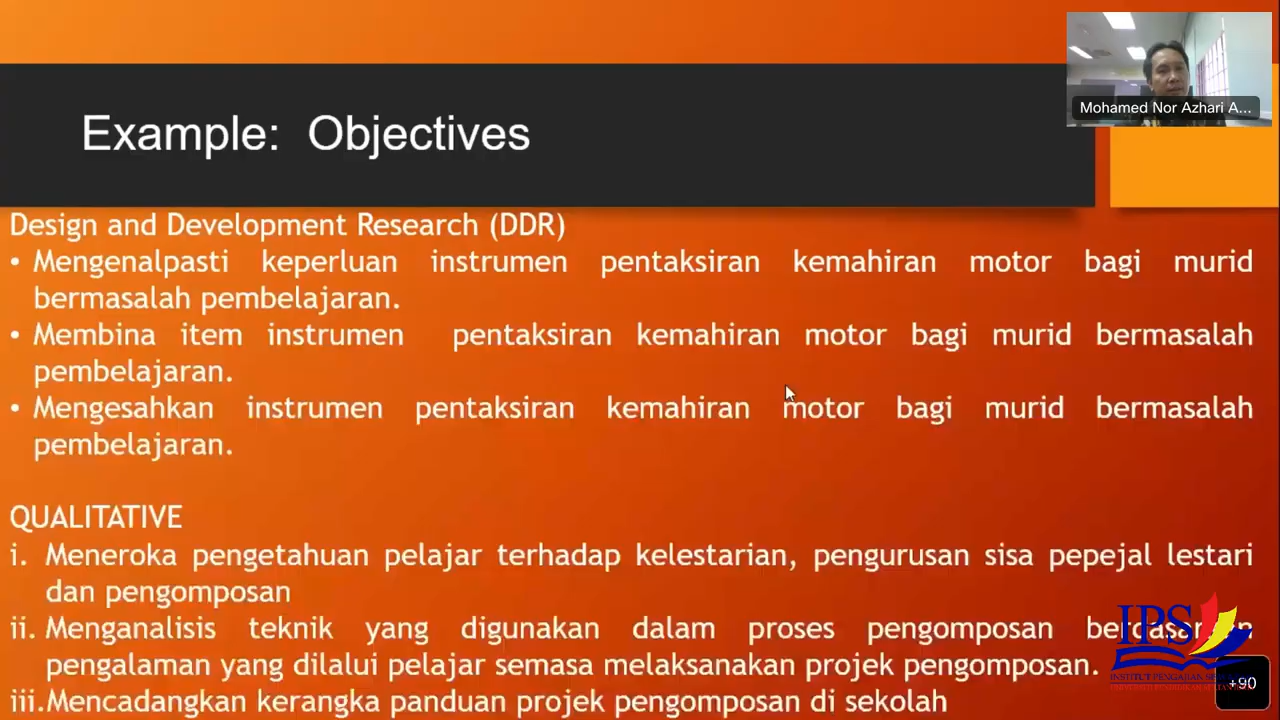 Mohamed Nor Azhari A...
Example: Objectives
Design and Development Research (DDR)
• Mengenalpasti keperluan instrumen pentaksiran kemahiran motor bagi murid
bermasalah pembelajaran.
• Membina item instrumen pentaksiran kemahiran motor bagi murid bermasalah
pembelajaran.
• Mengesahkan instrumen pentaksiran kemahiran motor bagi murid bermasalah
pembelajaran.
QUALITATIVE
i. Meneroka pengetahuan pelajar terhadap kelestarian, pengurusan sisa pepejal lestari
dan pengomposan
ii. Menganalisis teknik yang digunakan dalam proses pengomposan
pengalaman yang dilalui pelajar semasa melaksanakan projek pengomposan.
iii. Mencadangkan kerangka panduan projek pengomposan di sekolah
IPS
INSTITUT PENGAJIAN
+90